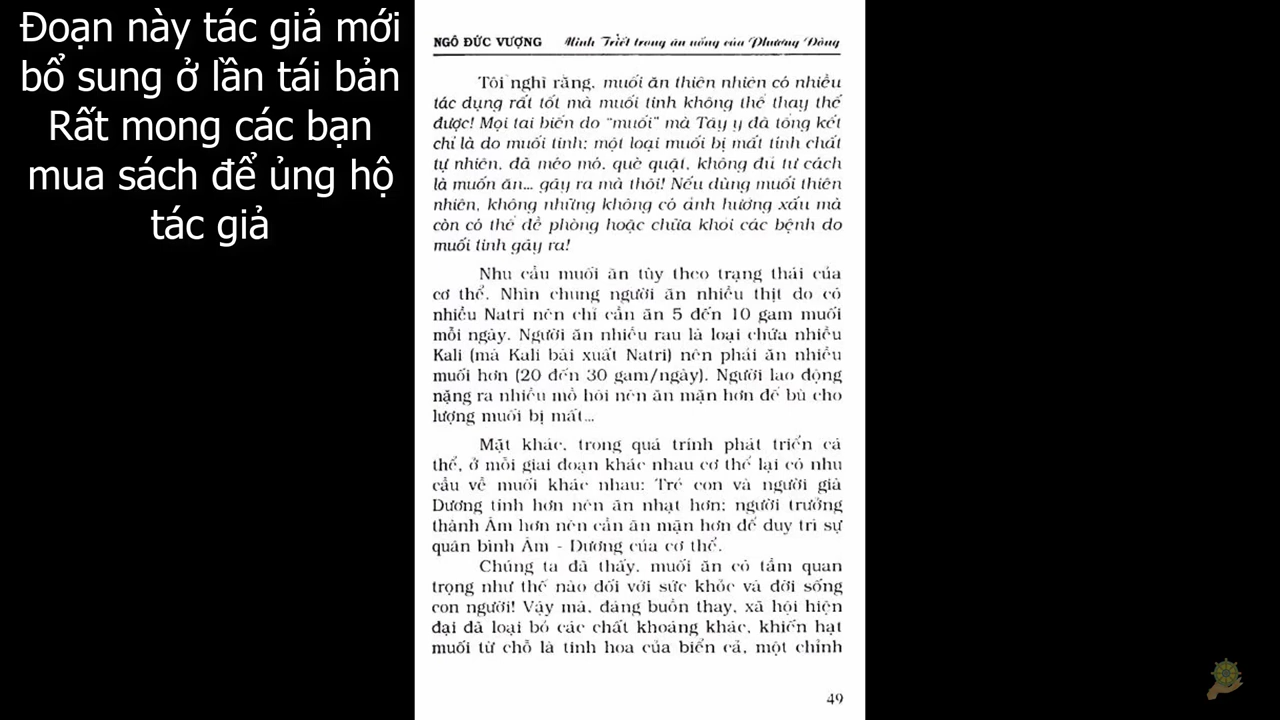 Đoạn này tác giả mới
bổ sung ở lần tái bản
Rất mong các bạn
mua sách để ủng hộ
tác giả
NGÔ ĐỨC VƯỢNG Minh Triết trong ăn uống của Phương Đông
Tôi nghĩ rằng, muối ăn thiên nhiên có nhiều
tác dụng rất tốt mà muối tinh không thể thay thế
được! Mọi tai biến do "muối" mà Tây y đã tổng kết
chỉ là do muối tinh; một loại muối bị mất tính chất
tự nhiên, đã méo mó, què quặt, không đủ tư cách
là muốn ăn... gây ra mà thôi! Nếu dùng muối thiên
nhiên, không những không có ảnh hưởng xấu mà
còn có thể đề phòng hoặc chữa khỏi các bệnh do
muối tinh gây ra!
Nhu cầu muối ăn tùy theo trạng thái của
cơ thể. Nhìn chung người ăn nhiều thịt do có
nhiều Natri nên chỉ cần ăn 5 đến 10 gam muối
mỗi ngày. Người ăn nhiều rau là loại chứa nhiều
Kali (mà Kali bài xuất Natri) nên phải ăn nhiều
muối hơn (20 đến 30 gam/ngày). Người lao động
nặng ra nhiều mồ hôi nên ăn mặn hơn để bù cho
lượng muối bị mất...
Mặt khác, trong quá trình phát triển cá
thể, ở mỗi giai đoạn khác nhau cơ thể lại có nhu
cầu về muối khác nhau: Trẻ con và người già
Dương tính hơn nên ăn nhạt hơn; người trưởng
thành Âm hơn nên cần ăn mặn hơn để duy trì sự
quân bình Âm - Dương của cơ thể.
Chúng ta đã thấy, muối ăn có tầm quan
trọng như thế nào đối với sức khỏe và đời sống
con người! Vậy mà, đáng buồn thay, xã hội hiện
đại đã loại bỏ các chất khoáng khác, khiến hạt
muối từ chỗ là tinh hoa của biển cả, một chỉnh
49